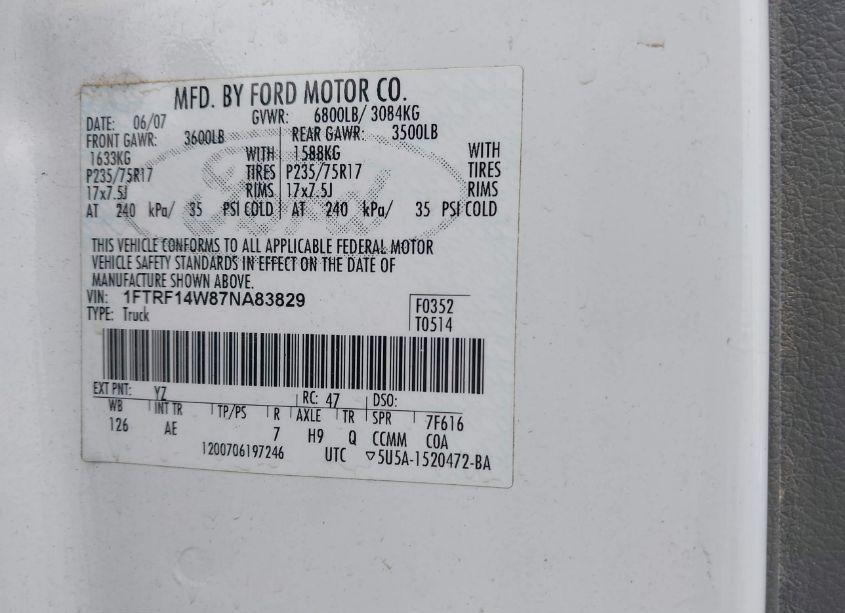 MFD. BY FORD MOTOR CO.
DATE: 06/07 GVWR: 6800LB/ 3084KG
FRONT GAWR: 3600LB REAR GAWR: 3500LB
1633KG WITH 1588KG WITH
P235/75R17 TIRES P235/75R17 TIRES
17x7.5J RIMS 17x7.5J RIMS
AT 240 kPa/ 35 PSI COLD AT 240 kPa/ 35 PSI COLD
THIS VEHICLE CONFORMS TO ALL APPLICABLE FEDERAL MOTOR
VEHICLE SAFETY STANDARDS IN EFFECT ON THE DATE OF
MANUFACTURE SHOWN ABOVE.
VIN: 1FTRF14W87NA83829
TYPE: Truck
F0352
T0514
EXT PNT: YZ RC: 47 DSO:
WB INT TR TP/PS R AXLE TR SPR 7F616
126 AE 7 H9 Q CCMM COA
1200706197246 UTC ▽5U5A-1520472-BA